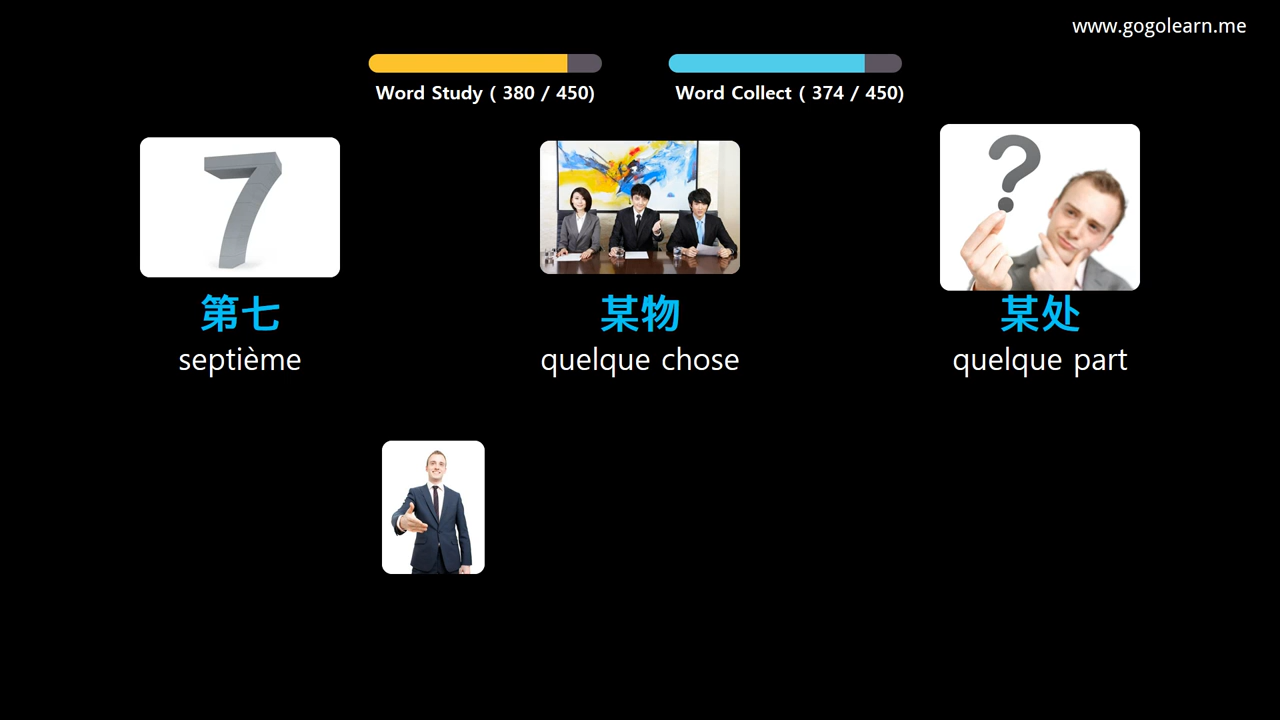 www.gogolearn.me
Word Study ( 380 / 450)
Word Collect ( 374 / 450)
第七
septième
某物
quelque chose
某处
quelque part